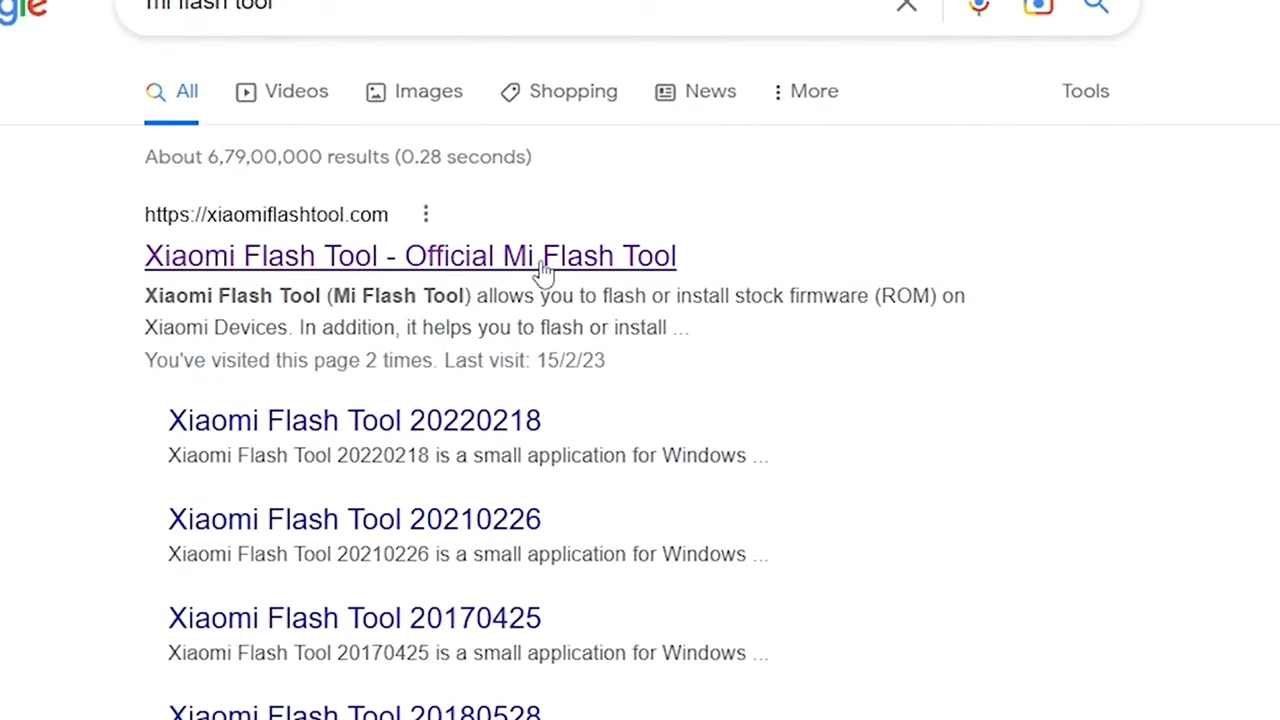 gle
mi flash tool
All Videos Images Shopping News More Tools
About 6,79,00,000 results (0.28 seconds)
https://xiaomiflashtool.com
Xiaomi Flash Tool - Official Mi Flash Tool
Xiaomi Flash Tool (Mi Flash Tool) allows you to flash or install stock firmware (ROM) on
Xiaomi Devices. In addition, it helps you to flash or install ...
You've visited this page 2 times. Last visit: 15/2/23
Xiaomi Flash Tool 20220218
Xiaomi Flash Tool 20220218 is a small application for Windows ...
Xiaomi Flash Tool 20210226
Xiaomi Flash Tool 20210226 is a small application for Windows ...
Xiaomi Flash Tool 20170425
Xiaomi Flash Tool 20170425 is a small application for Windows ...
Xiaomi Flash Tool 20180528